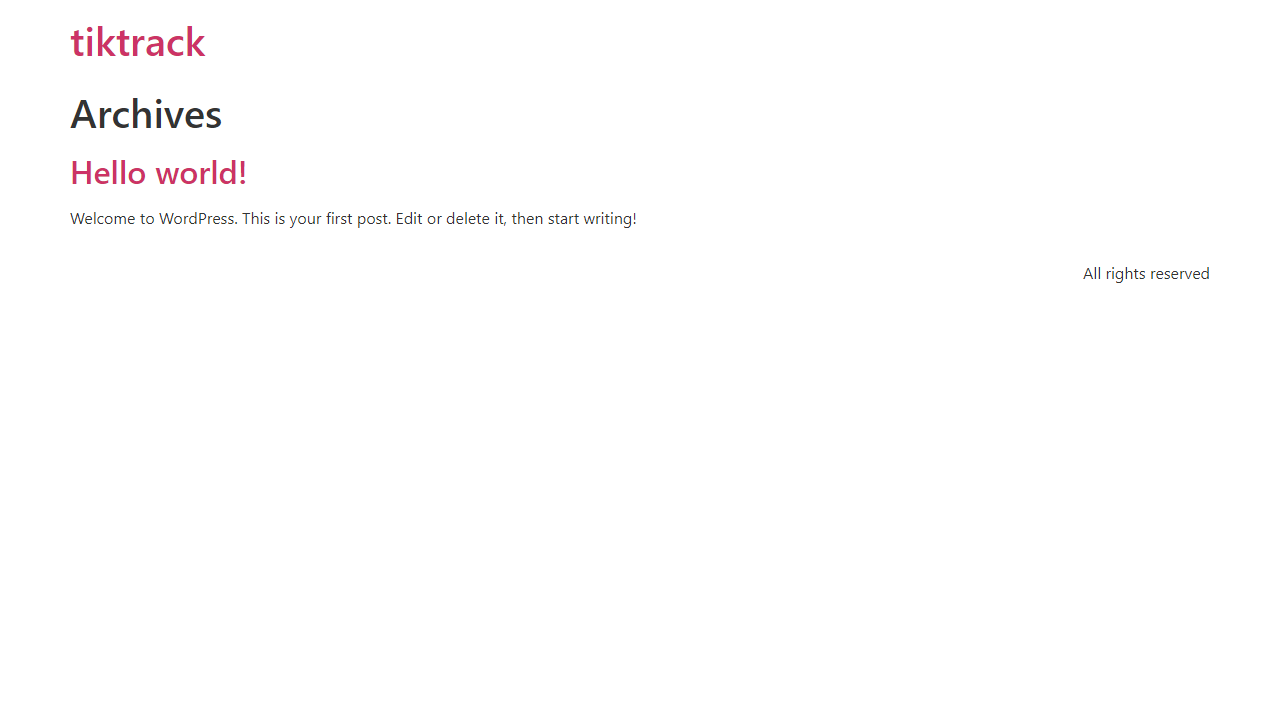 tiktrack
Archives
Hello world!
Welcome to WordPress. This is your first post. Edit or delete it, then start writing!
All rights reserved